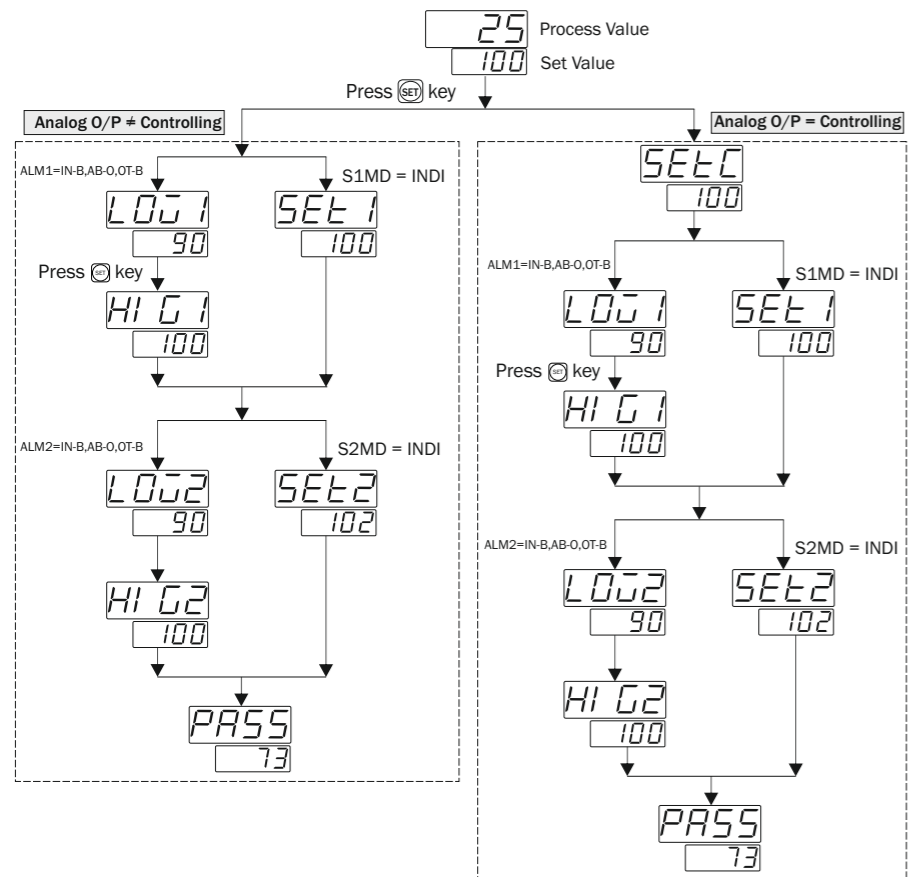 25 Process Value
100 Set Value
Press SET key
Analog O/P ≠ Controlling
ALM1=IN-B,AB-O,OT-B
S1MD = INDI
LOW1
SET1
90
100
Press SET key
HIG1
100
ALM2=IN-B,AB-O,OT-B
S2MD = INDI
LOW2
SET2
90
102
HIG2
100
PASS
73
Analog O/P = Controlling
SETC
100
ALM1=IN-B,AB-O,OT-B
S1MD = INDI
LOW1
SET1
90
100
Press SET key
HIG1
100
ALM2=IN-B,AB-O,OT-B
S2MD = INDI
LOW2
SET2
90
102
HIG2
100
PASS
73